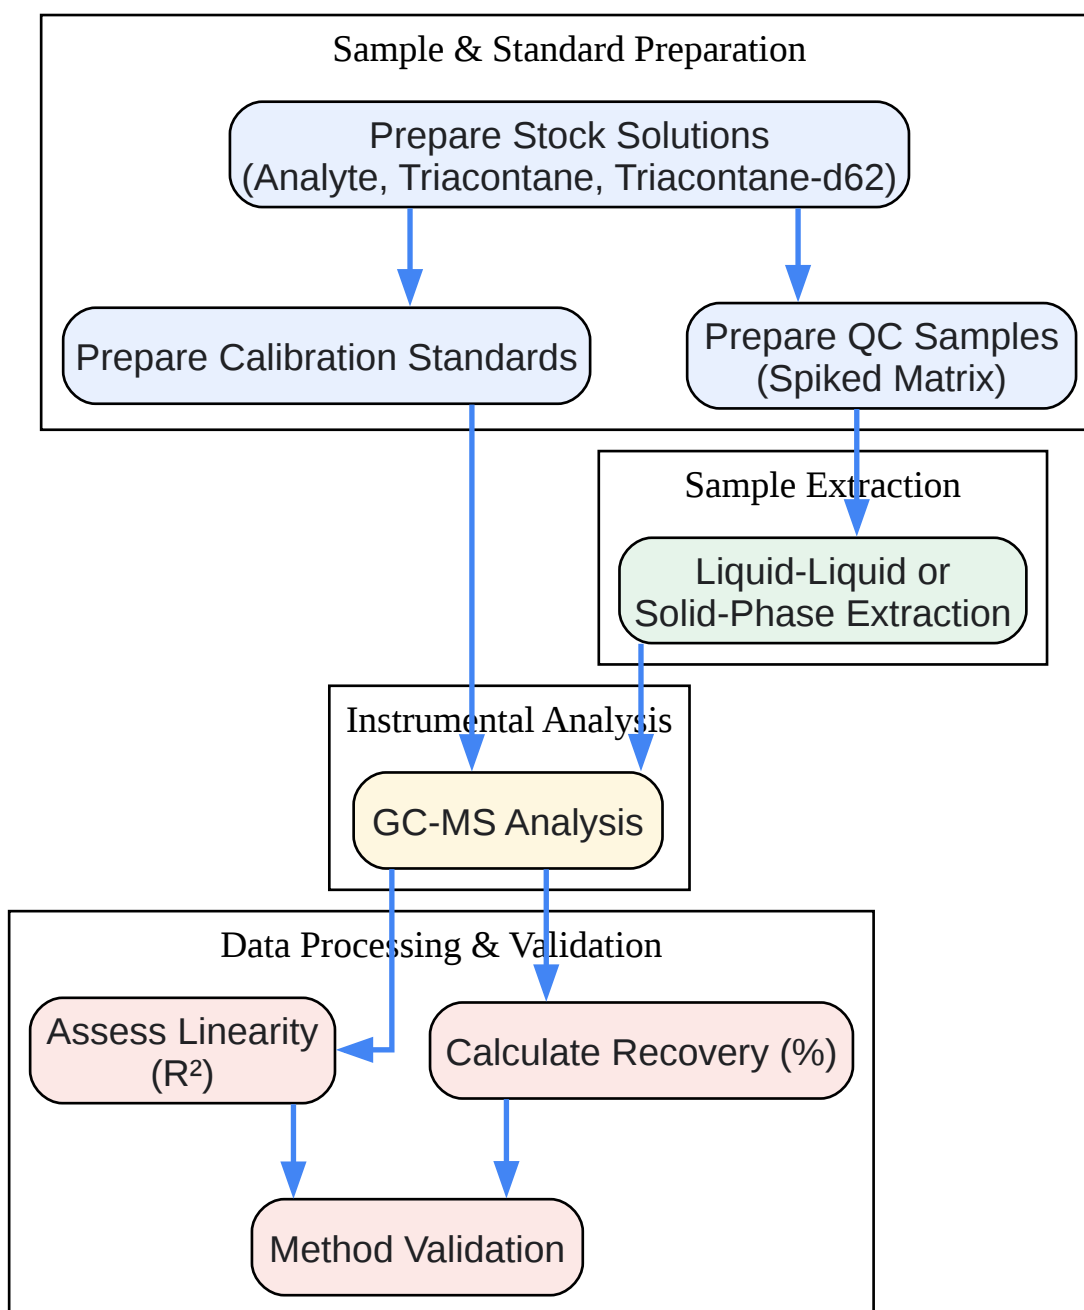 Sample & Standard Preparation
Prepare Stock Solutions
(Analyte, Triacontane, Triacontane-d62)
Prepare Calibration Standards
Prepare QC Samples
(Spiked Matrix)
Sample Extraction
Liquid-Liquid or
Solid-Phase Extraction
Instrumental Analysis
GC-MS Analysis
Data Processing & Validation
Assess Linearity
(R²)
Calculate Recovery (%)
Method Validation